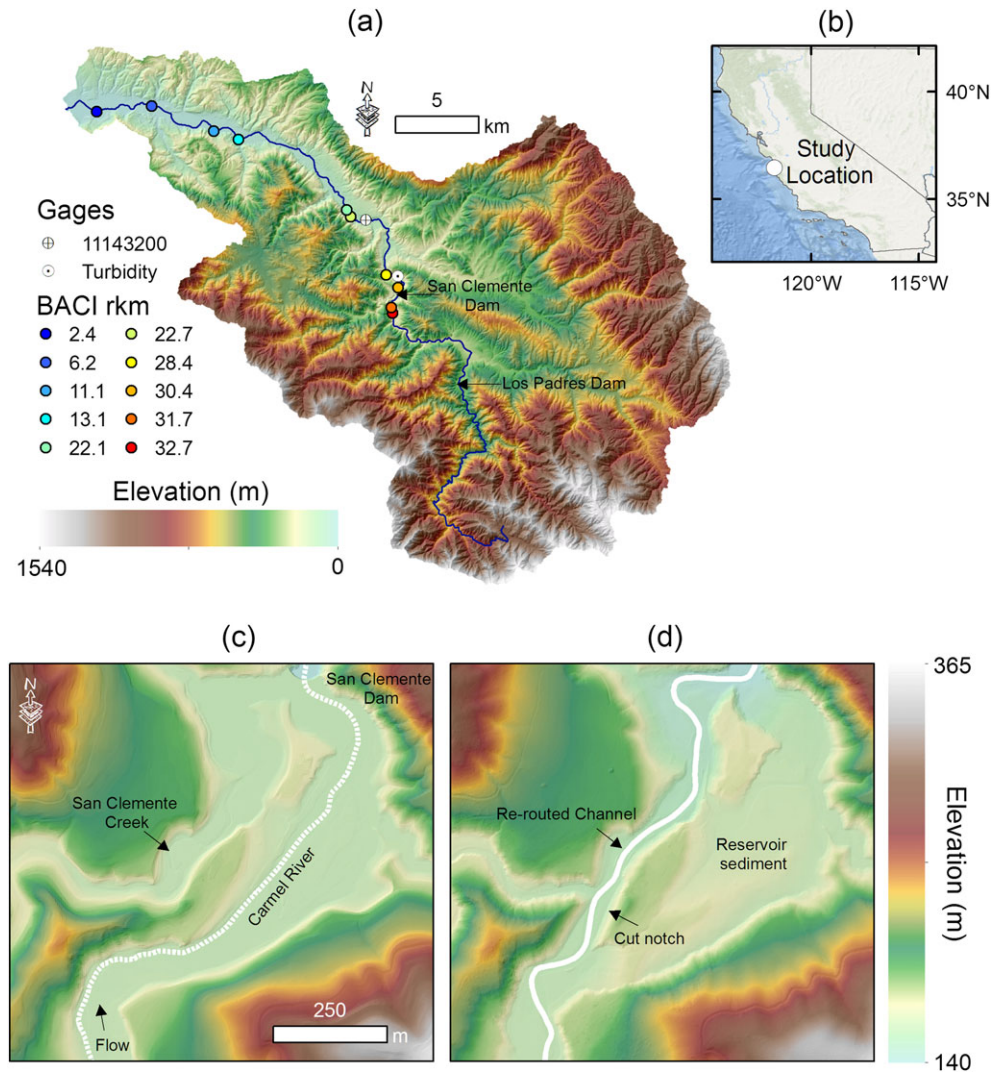 (a)
(b)
N
5
km
40°N
Study
Location
35°N
120°W
115°W
Gages
11143200
Turbidity
BACI rkm
2.4
22.7
6.2
28.4
11.1
30.4
13.1
31.7
22.1
32.7
San Clemente
Dam
Los Padres Dam
Elevation (m)
1540
0
(c)
(d)
N
San Clemente
Dam
San Clemente
Creek
Carmel River
Flow
250
m
Re-routed Channel
Reservoir
sediment
Cut notch
365
Elevation (m)
140